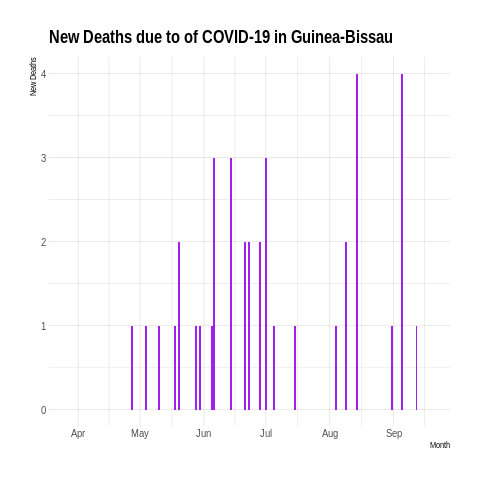 New Deaths due to of COVID-19 in Guinea-Bissau
New Deaths
4
3
2
1
0
Apr May Jun Jul Aug Sep
Month